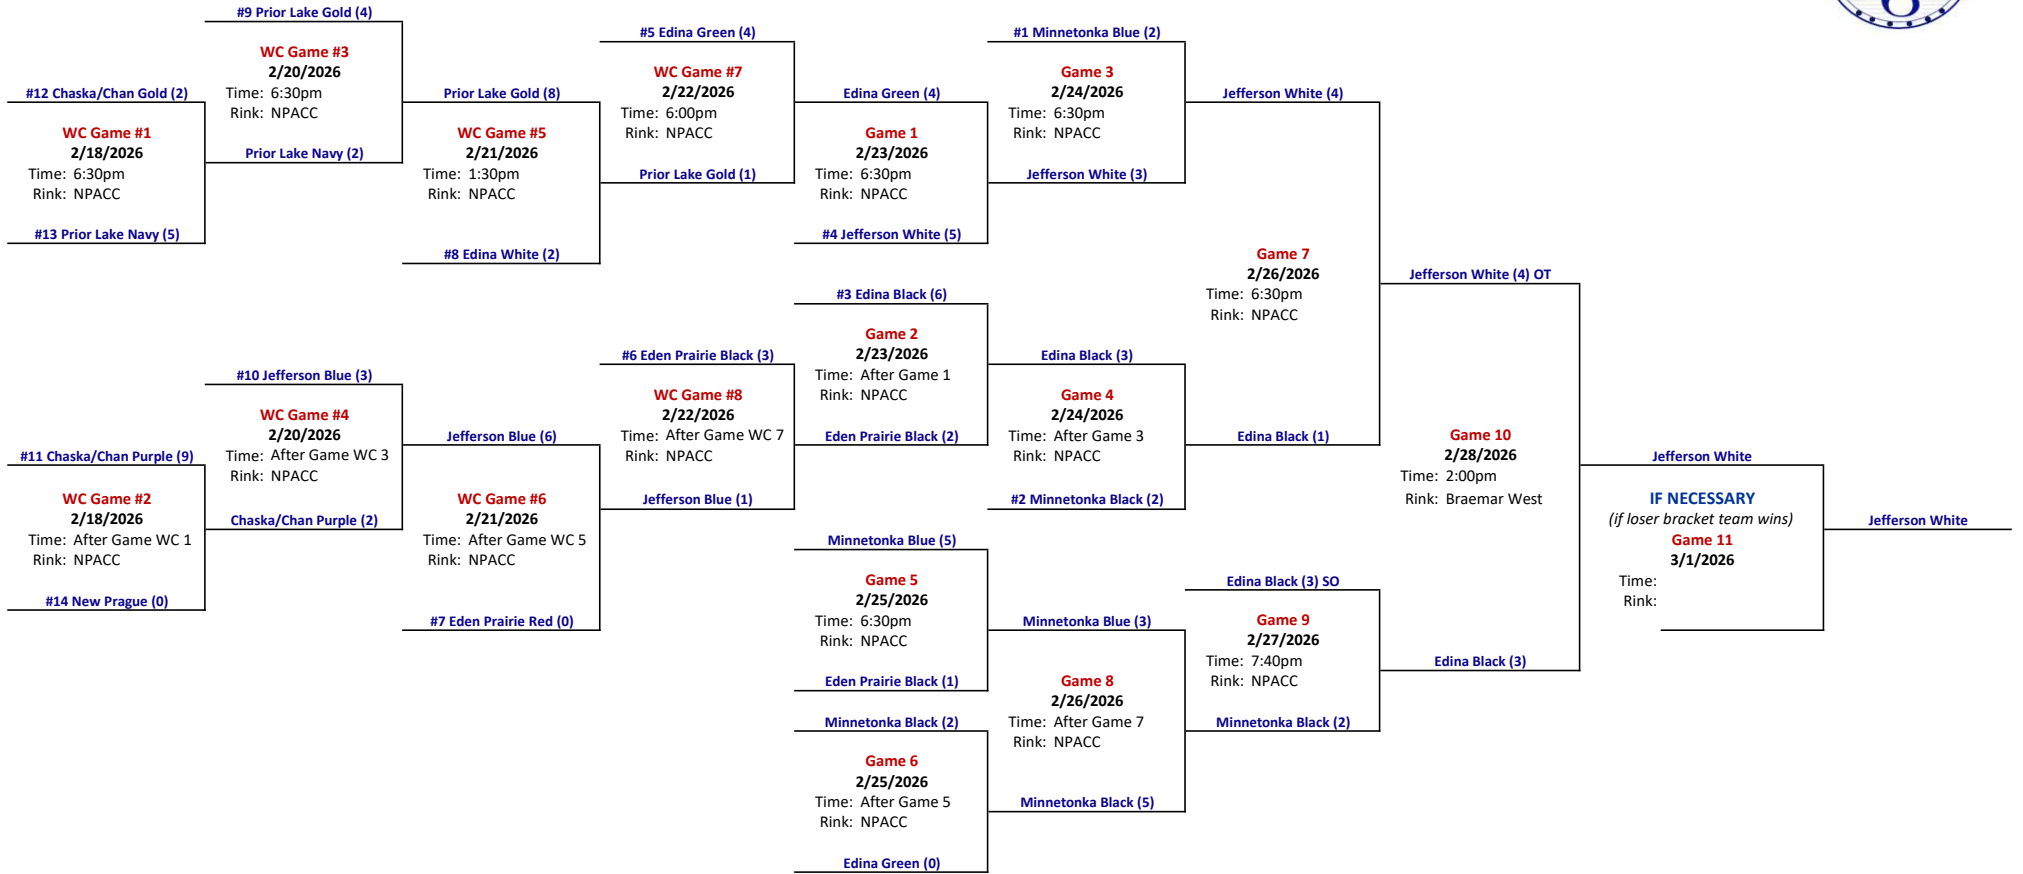 #9 Prior Lake Gold (4)
WC Game #3
2/20/2026
Time: 6:30pm
Rink: NPACC
Prior Lake Navy (2)
#12 Chaska/Chan Gold (2)
WC Game #1
2/18/2026
Time: 6:30pm
Rink: NPACC
#13 Prior Lake Navy (5)
Prior Lake Gold (8)
WC Game #5
2/21/2026
Time: 1:30pm
Rink: NPACC
#8 Edina White (2)
#5 Edina Green (4)
WC Game #7
2/22/2026
Time: 6:00pm
Rink: NPACC
Prior Lake Gold (1)
Edina Green (4)
Game 1
2/23/2026
Time: 6:30pm
Rink: NPACC
#4 Jefferson White (5)
#1 Minnetonka Blue (2)
Game 3
2/24/2026
Time: 6:30pm
Rink: NPACC
Jefferson White (3)
Jefferson White (4)
Game 7
2/26/2026
Time: 6:30pm
Rink: NPACC
Edina Black (1)
#10 Jefferson Blue (3)
WC Game #4
2/20/2026
Time: After Game WC 3
Rink: NPACC
Chaska/Chan Purple (2)
#11 Chaska/Chan Purple (9)
WC Game #2
2/18/2026
Time: After Game WC 1
Rink: NPACC
#14 New Prague (0)
Jefferson Blue (6)
WC Game #6
2/21/2026
Time: After Game WC 5
Rink: NPACC
#7 Eden Prairie Red (0)
#6 Eden Prairie Black (3)
WC Game #8
2/22/2026
Time: After Game WC 7
Rink: NPACC
Jefferson Blue (1)
#3 Edina Black (6)
Game 2
2/23/2026
Time: After Game 1
Rink: NPACC
Eden Prairie Black (2)
Edina Black (3)
Game 4
2/24/2026
Time: After Game 3
Rink: NPACC
#2 Minnetonka Black (2)
Minnetonka Blue (5)
Game 5
2/25/2026
Time: 6:30pm
Rink: NPACC
Eden Prairie Black (1)
Minnetonka Black (2)
Game 6
2/25/2026
Time: After Game 5
Rink: NPACC
Edina Green (0)
Minnetonka Blue (3)
Game 8
2/26/2026
Time: After Game 7
Rink: NPACC
Minnetonka Black (5)
Edina Black (3) SO
Game 9
2/27/2026
Time: 7:40pm
Rink: NPACC
Minnetonka Black (2)
Jefferson White (4) OT
Game 10
2/28/2026
Time: 2:00pm
Rink: Braemar West
Edina Black (3)
Jefferson White
IF NECESSARY
(if loser bracket team wins)
Game 11
3/1/2026
Time:
Rink:
Jefferson White